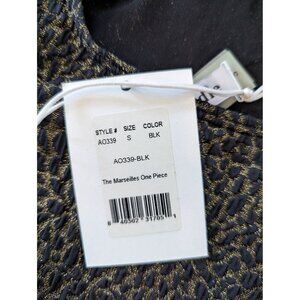 STYLE # SIZE COLOR
AO339 S BLK
AO339-BLK
The Marseilles One Piece